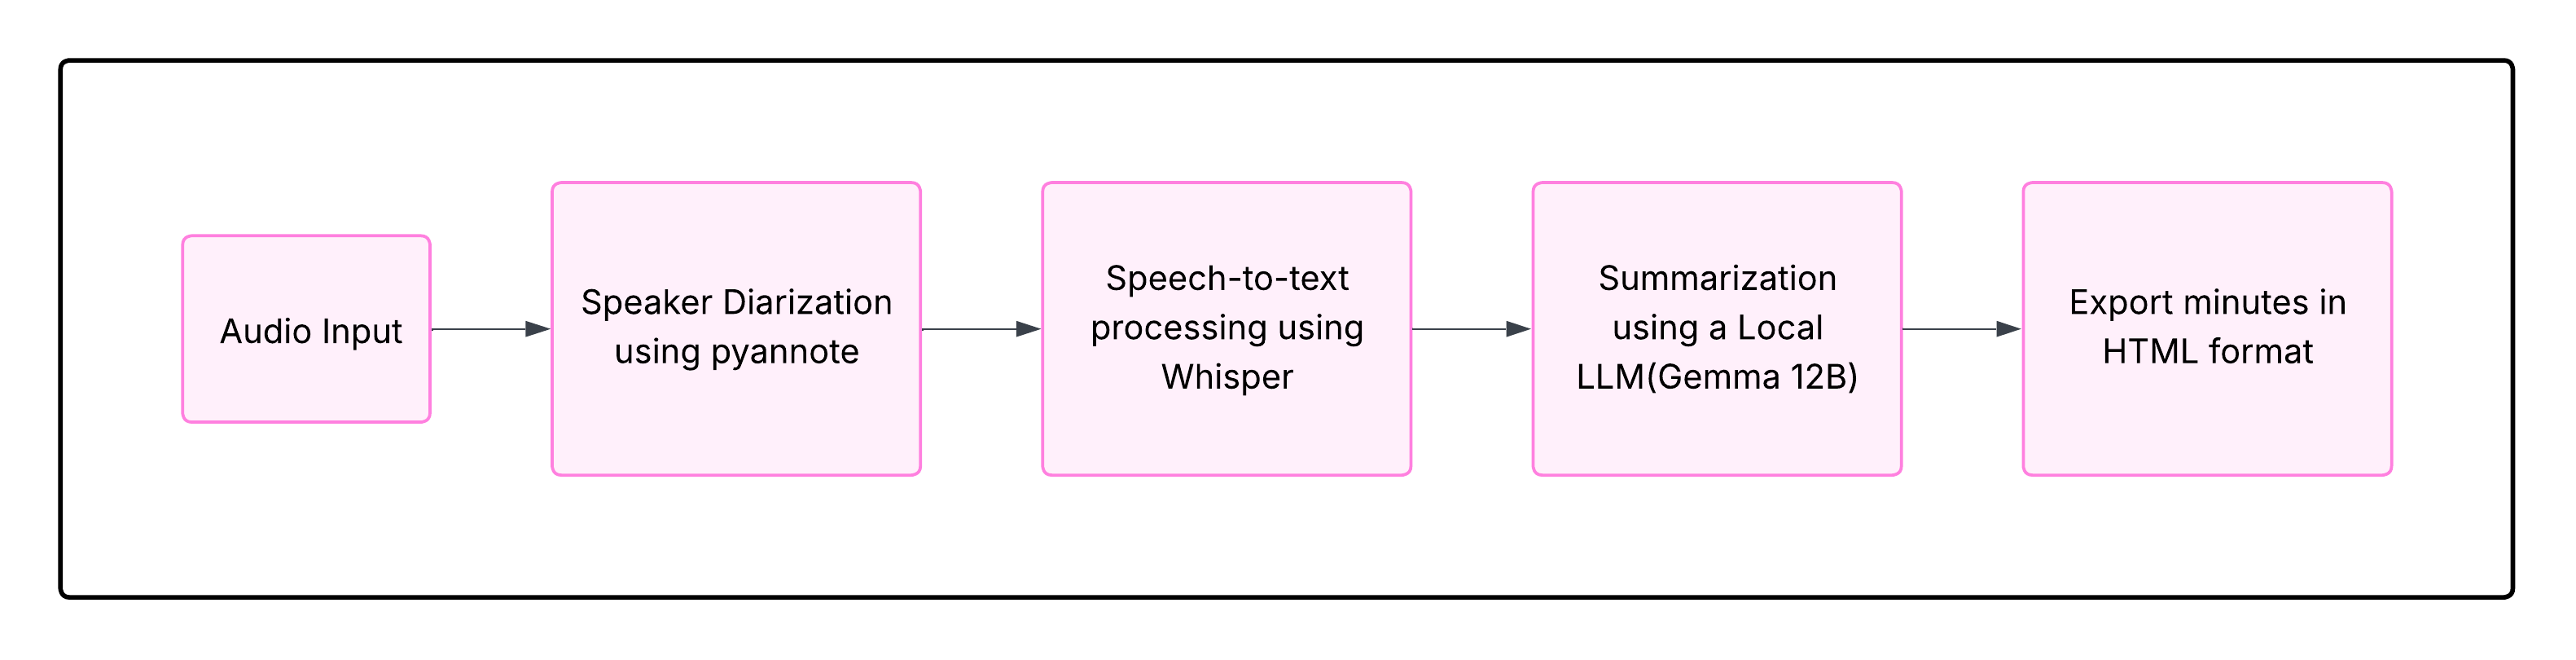 Audio Input
Speaker Diarization
using pyannote
Speech-to-text
processing using
Whisper
Summarization
using a Local
LLM(Gemma 12B)
Export minutes in
HTML format